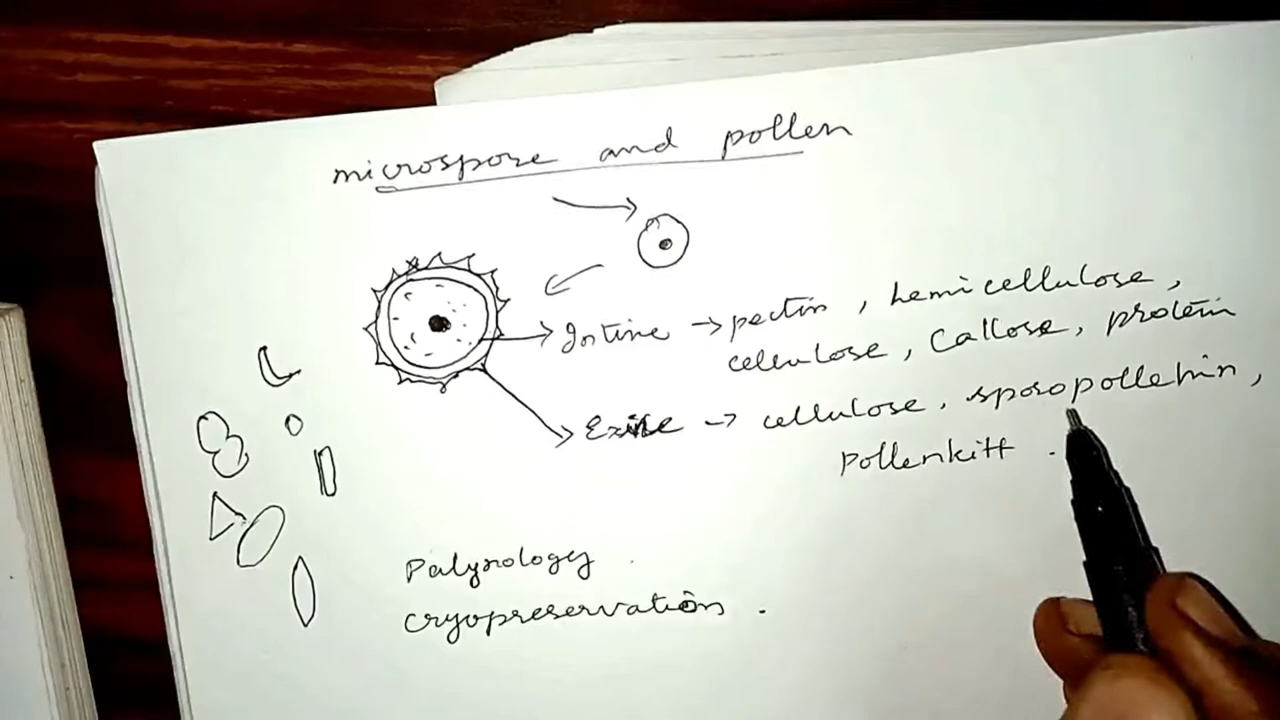 microspore and pollen
Intine → pectin, hemicellulose,
cellulose, Callose, protein
Exine → cellulose, sporopollenin,
pollenkitt.
Palynology
cryopreservation.